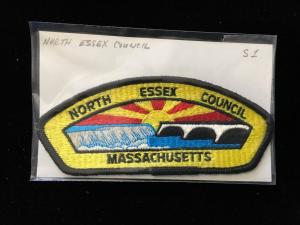 NORTH ESSEX COUNCIL S1
NORTH ESSEX COUNCIL
MASSACHUSETTS